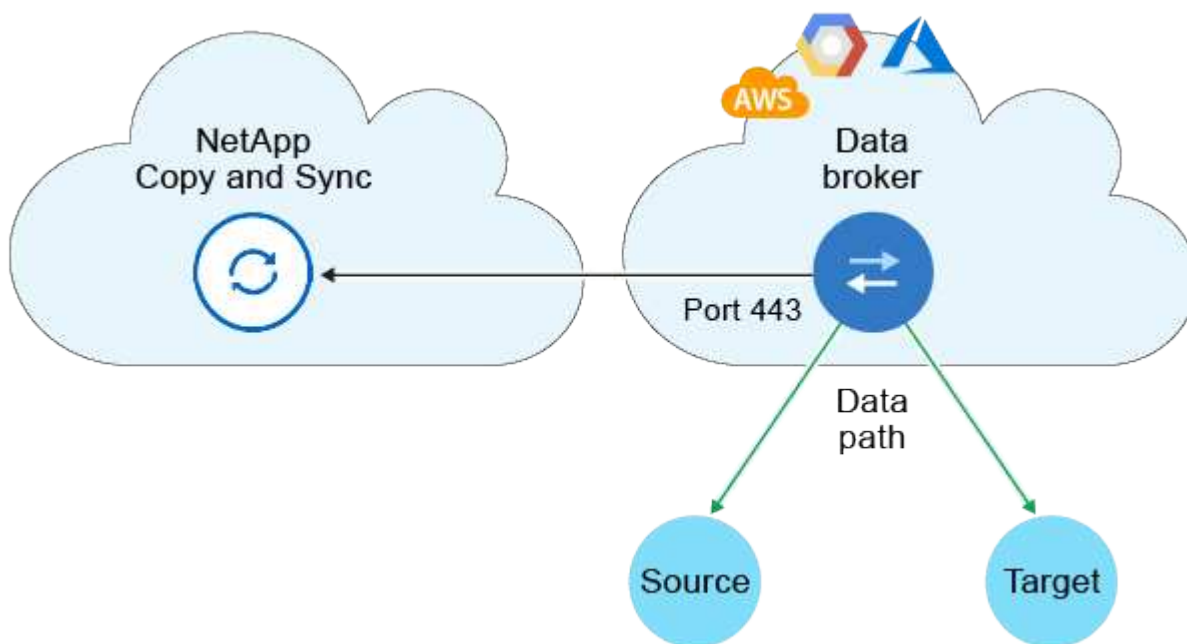 AWS
NetApp
Copy and Sync
Data
broker
Port 443
Data
path
Source
Target